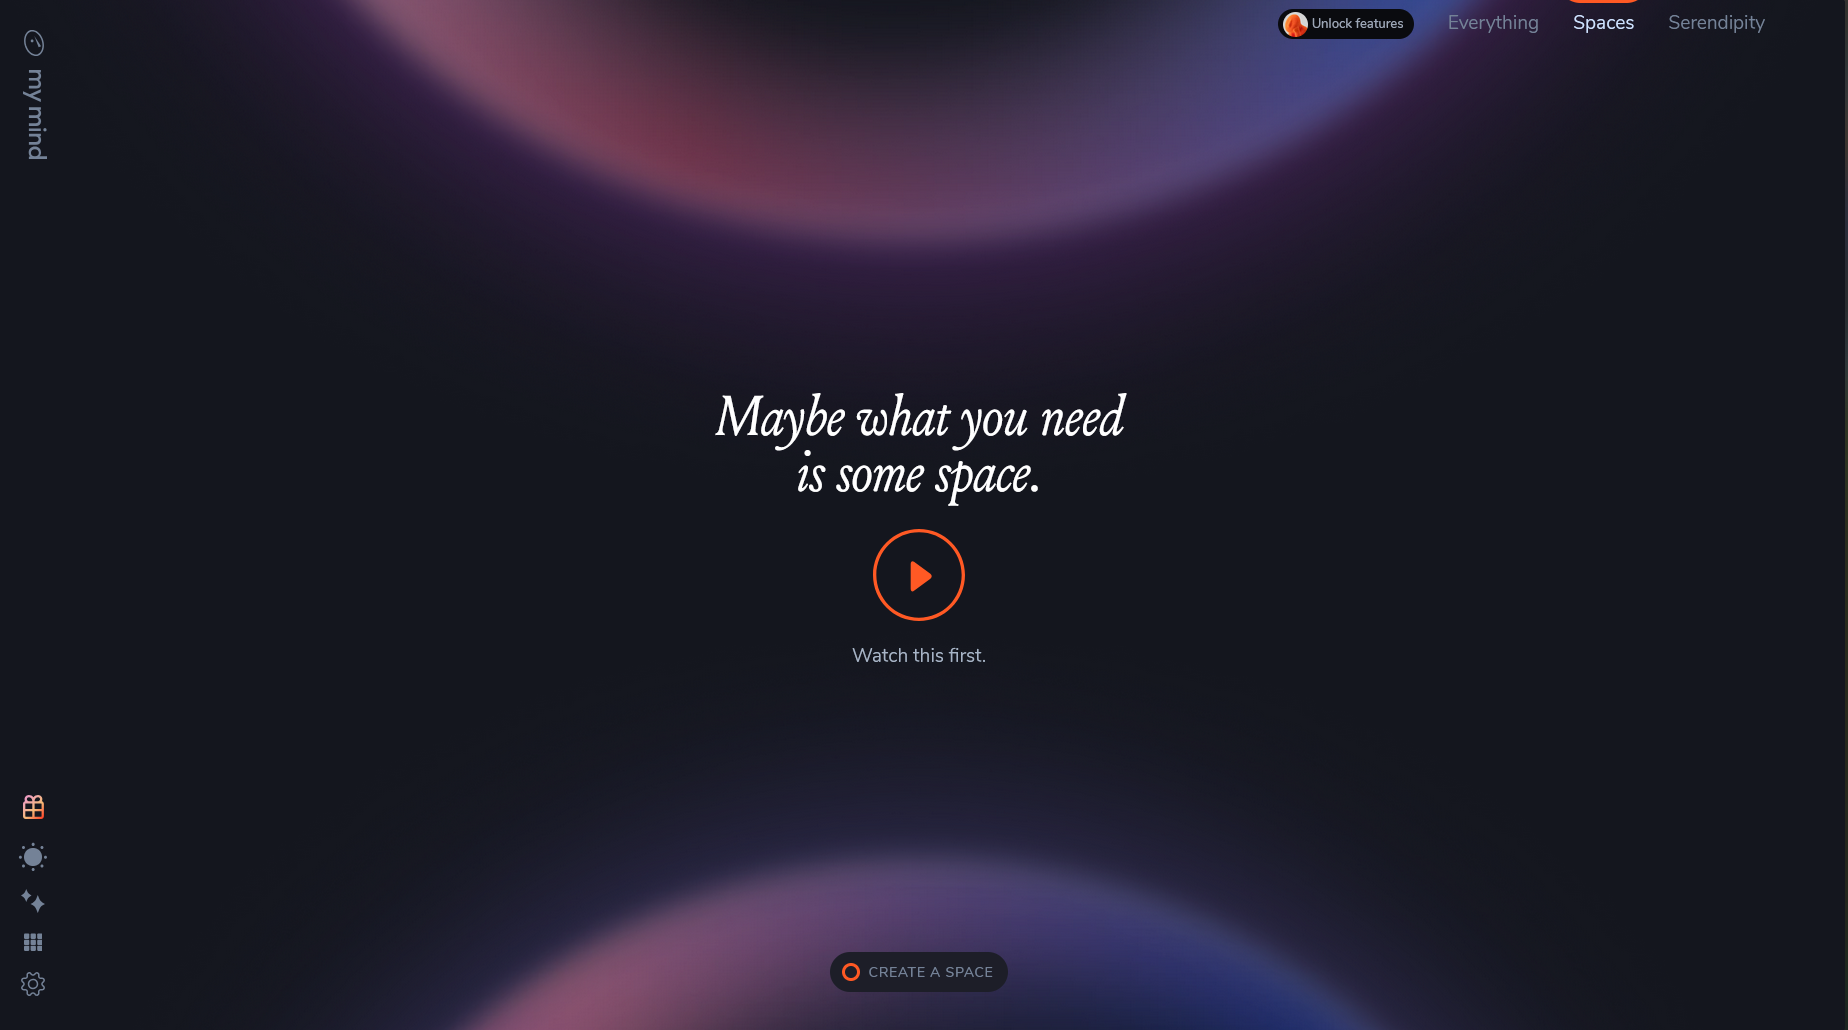 my mind
Unlock features
Everything
Spaces
Serendipity
Maybe what you need
is some space.
Watch this first.
CREATE A SPACE